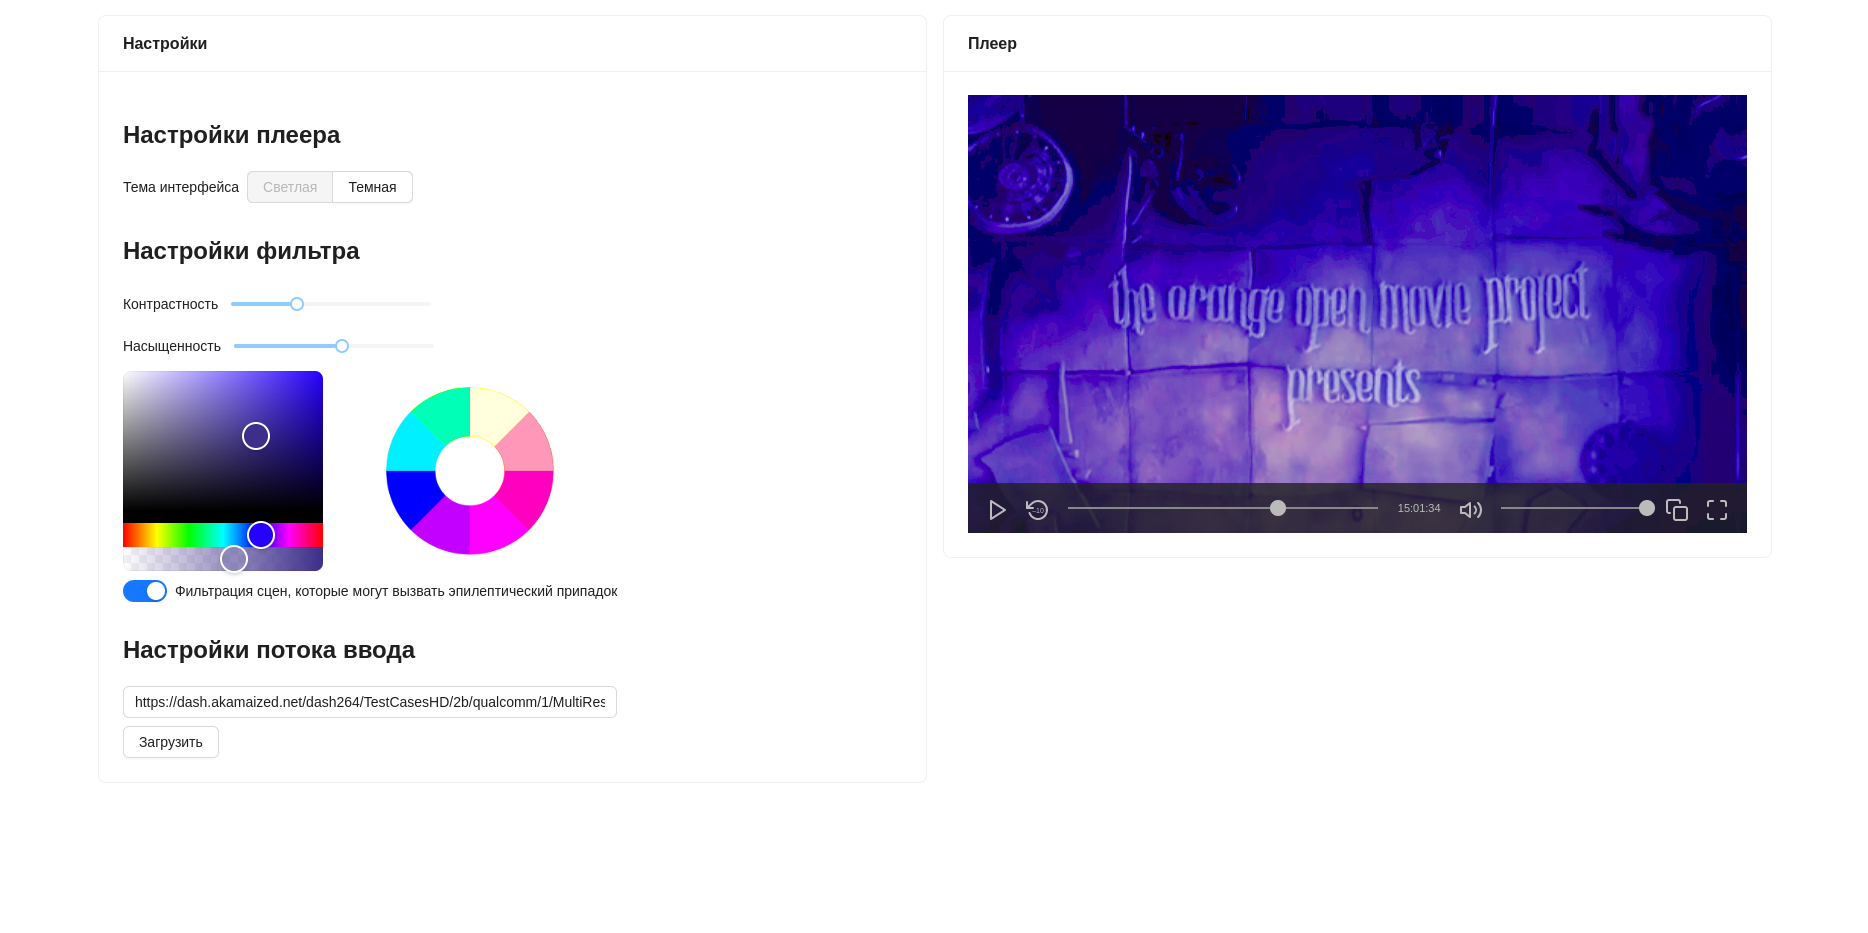 Настройки
Плеер
Настройки плеера
Тема интерфейса Светлая Темная
Настройки фильтра
Контрастность
Насыщенность
Фильтрация сцен, которые могут вызвать эпилептический припадок
Настройки потока ввода
https://dash.akamaized.net/dash264/TestCasesHD/2b/qualcomm/1/MultiRes
Загрузить
the orange open movie project
presents
-10
15:01:34